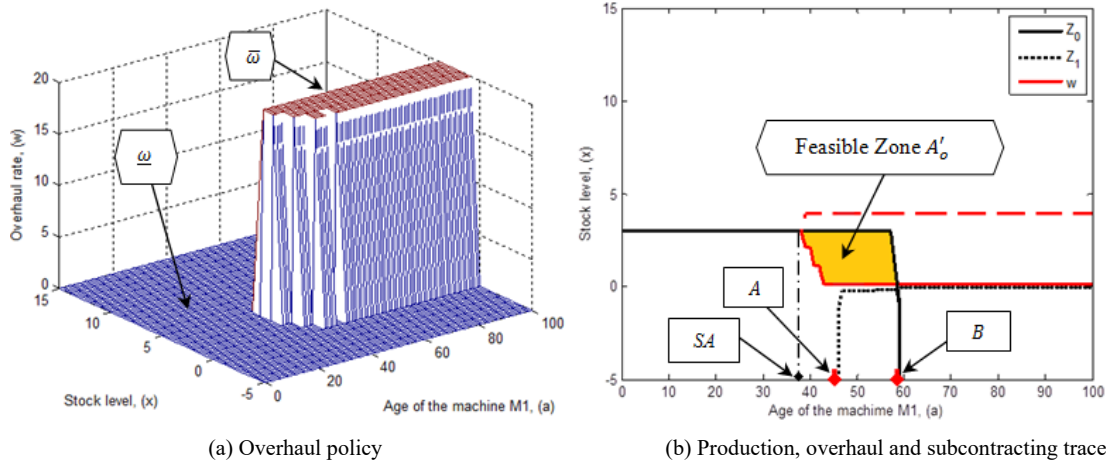 ω̅
ω̲
Overhaul rate, (w)
20
15
10
5
0
15
10
5
0
-5
Stock level, (x)
0
20
40
60
80
100
Age of the machine M1, (a)
(a) Overhaul policy
15
10
5
0
-5
Stock level, (x)
Z₀
Z₁
w
Feasible Zone A'ₒ
A
SA
B
0 10 20 30 40 50 60 70 80 90 100
Age of the machime M1, (a)
(b) Production, overhaul and subcontracting trace